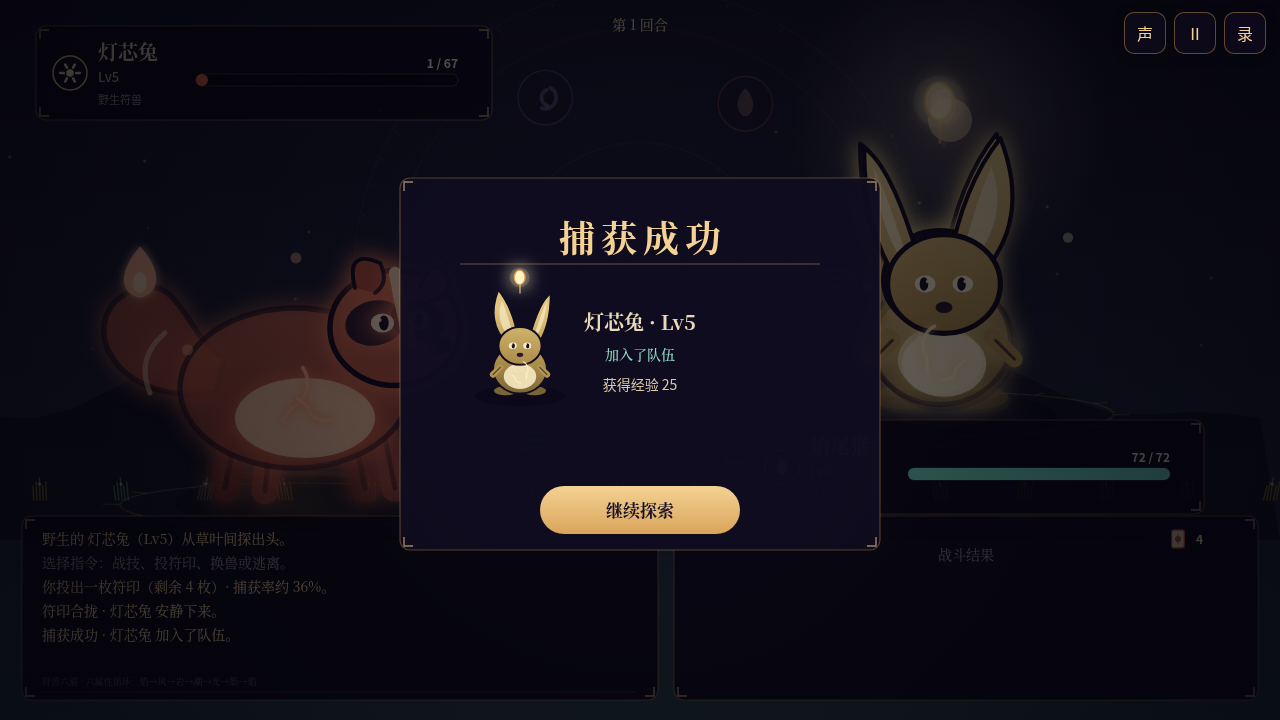 第 1 回合
声
II
录
灯芯兔
Lv5
野生符兽
1 / 67
捕获成功
灯芯兔 · Lv5
加入了队伍
获得经验 25
继续探索
72 / 72
野生的 灯芯兔（Lv5）从草叶间探出头。
选择指令：战技、投符印、换兽或逃离。
你投出一枚符印（剩余 4 枚）· 捕获率约 36%。
符印合拢 · 灯芯兔 安静下来。
捕获成功 · 灯芯兔 加入了队伍。
战斗结果
4